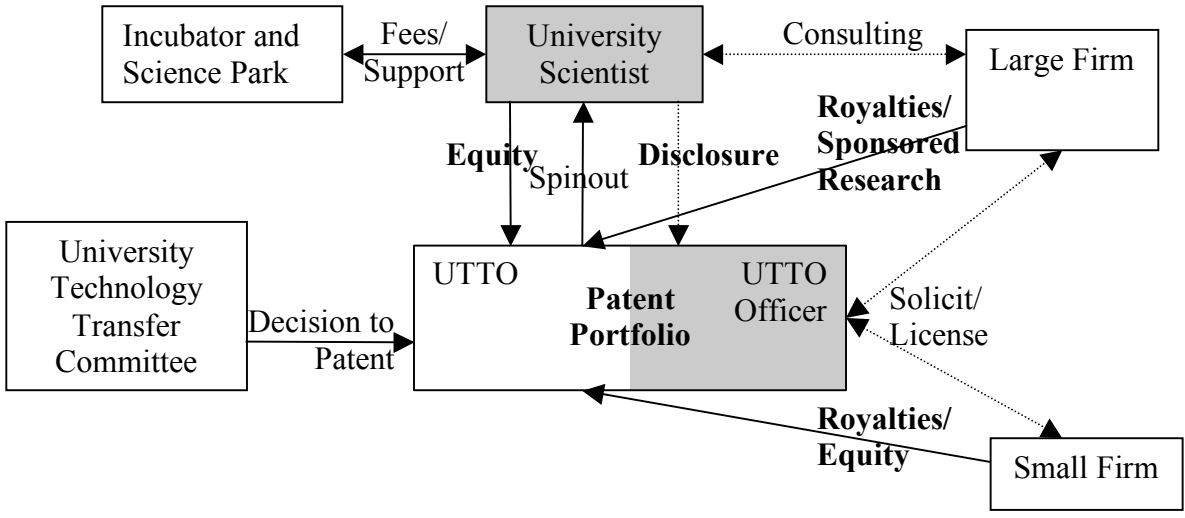 Incubator and
Science Park
Fees/
Support
University
Scientist
Consulting
Large Firm
Equity
Spinout
Disclosure
Royalties/
Sponsored
Research
University
Technology
Transfer
Committee
Decision to
Patent
UTTO
Patent
Portfolio
UTTO
Officer
Solicit/
License
Royalties/
Equity
Small Firm